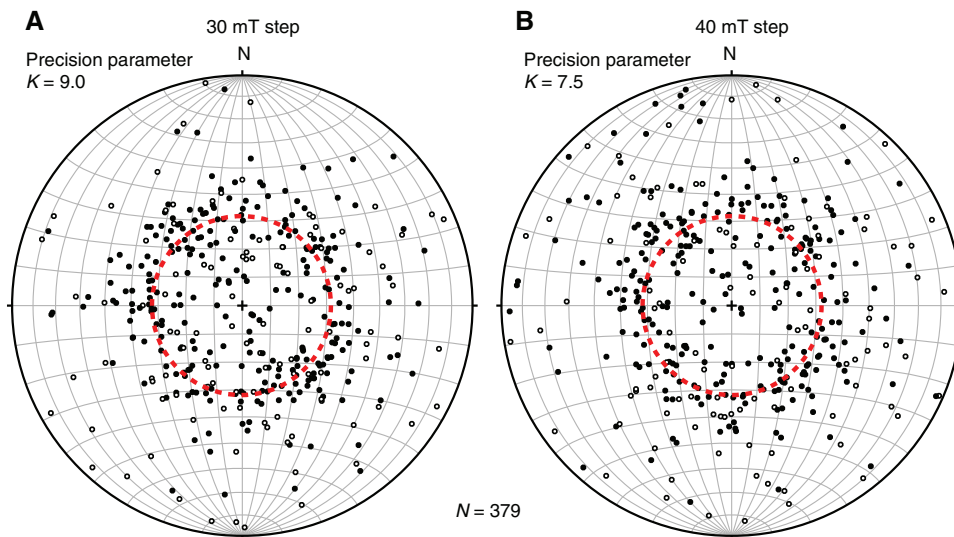 A
30 mT step
N
Precision parameter
K = 9.0
B
40 mT step
N
Precision parameter
K = 7.5
N = 379